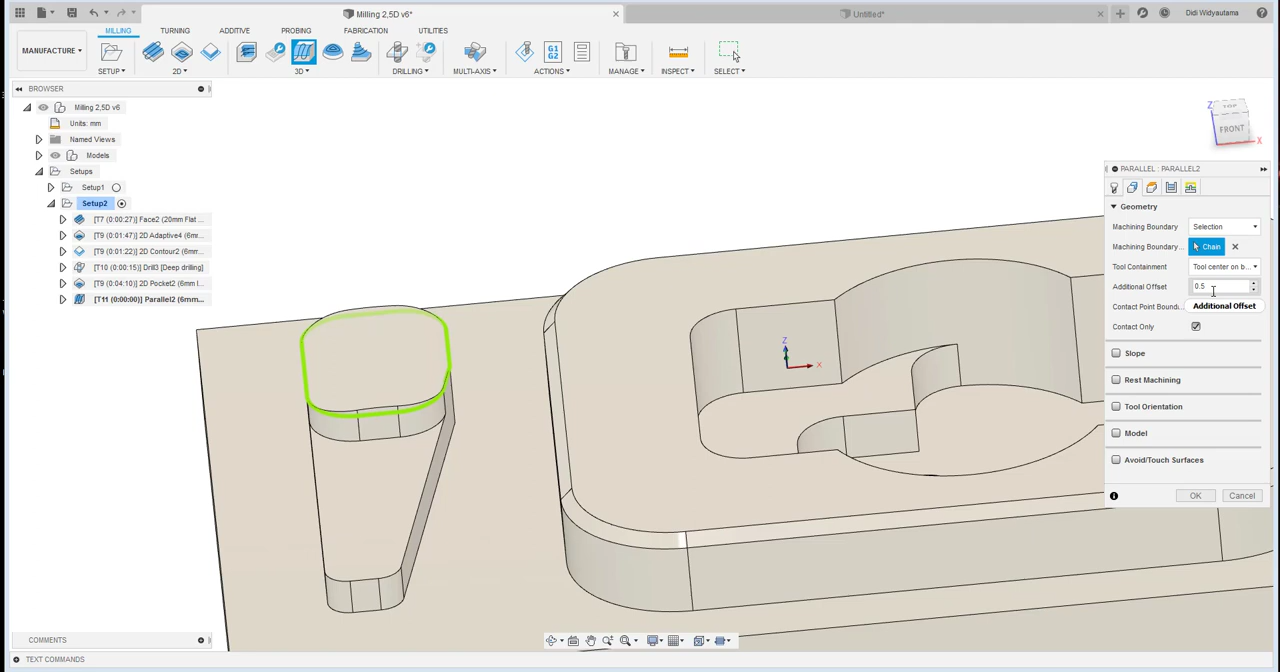 Milling 2,5D v6*
Untitled*
Didi Widyautama
MANUFACTURE
MILLING
TURNING
ADDITIVE
PROBING
FABRICATION
UTILITIES
G1
G2
SETUP
2D
3D
DRILLING
MULTI-AXIS
ACTIONS
MANAGE
INSPECT
SELECT
BROWSER
Milling 2,5D v6
Units: mm
Named Views
Models
Setups
Setup1
Setup2
[T7 (0:00:27)] Face2 (20mm Flat ...
[T9 (0:01:47)] 2D Adaptive4 (6m...
[T9 (0:01:22)] 2D Contour2 (6mm...
[T10 (0:00:15)] Drill3 [Deep drilling]
[T9 (0:04:10)] 2D Pocket2 (6mm l...
[T11 (0:00:00)] Parallel2 (6mm...
Z
TOP
FRONT
X
Z
X
PARALLEL : PARALLEL2
Geometry
Machining Boundary
Selection
Machining Boundary...
Chain
Tool Containment
Tool center on b...
Additional Offset
0.5
Contact Point Bound...
Additional Offset
Contact Only
Slope
Rest Machining
Tool Orientation
Model
Avoid/Touch Surfaces
OK
Cancel
COMMENTS
TEXT COMMANDS